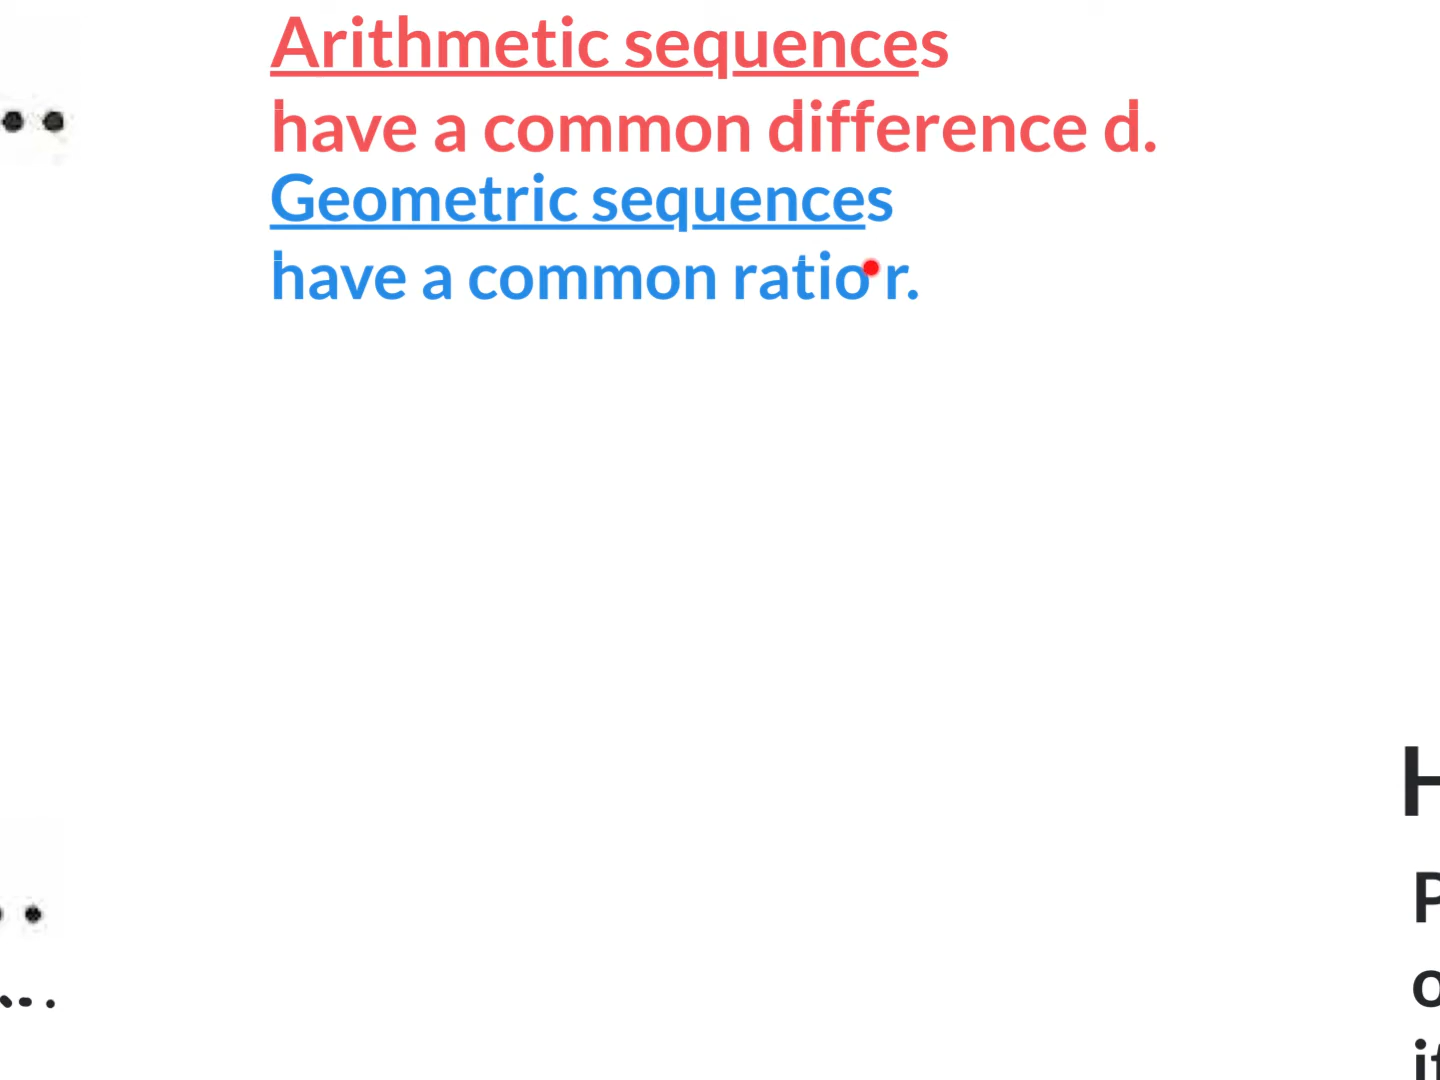 Arithmetic sequences
have a common difference d.
Geometric sequences
have a common ratio r.